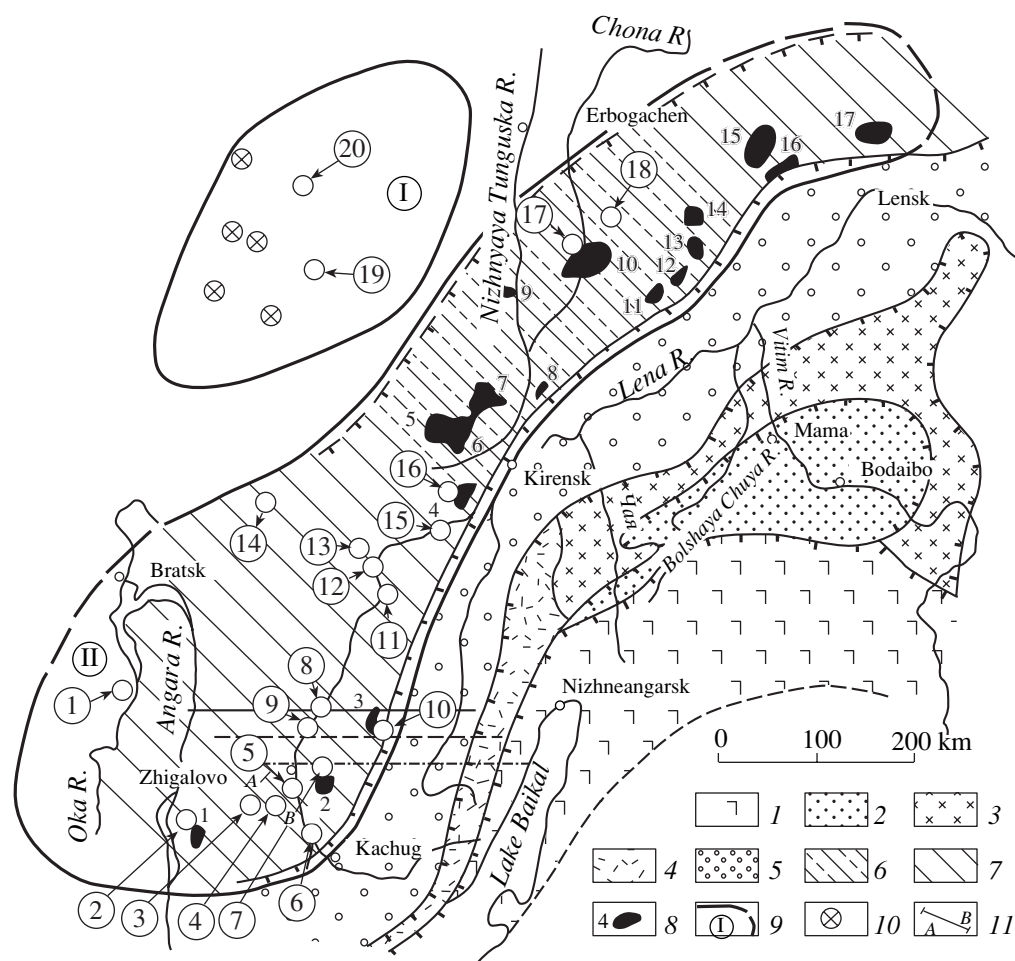 Chona R.
Nizhnyaya Tunguska R.
Erbogachen
15
17
16
20
I
18
17
14
13
12
11
10
19
9
Lensk
Lena R.
Vitim R.
8
7
5
6
Mama
Bodaibo
Kirensk
Чая
Bolshaya Chuya R.
16
4
15
14
13
12
11
Bratsk
II
1
Angara R.
8
9
3
10
Nizhneangarsk
0 100 200 km
5
Zhigalovo
A
B
2
1
Oka R.
Kachug
Lake Baikal
2
3
4
7
6
1
2
3
4
5
6
7
4
8
I
9
10
A
B
11